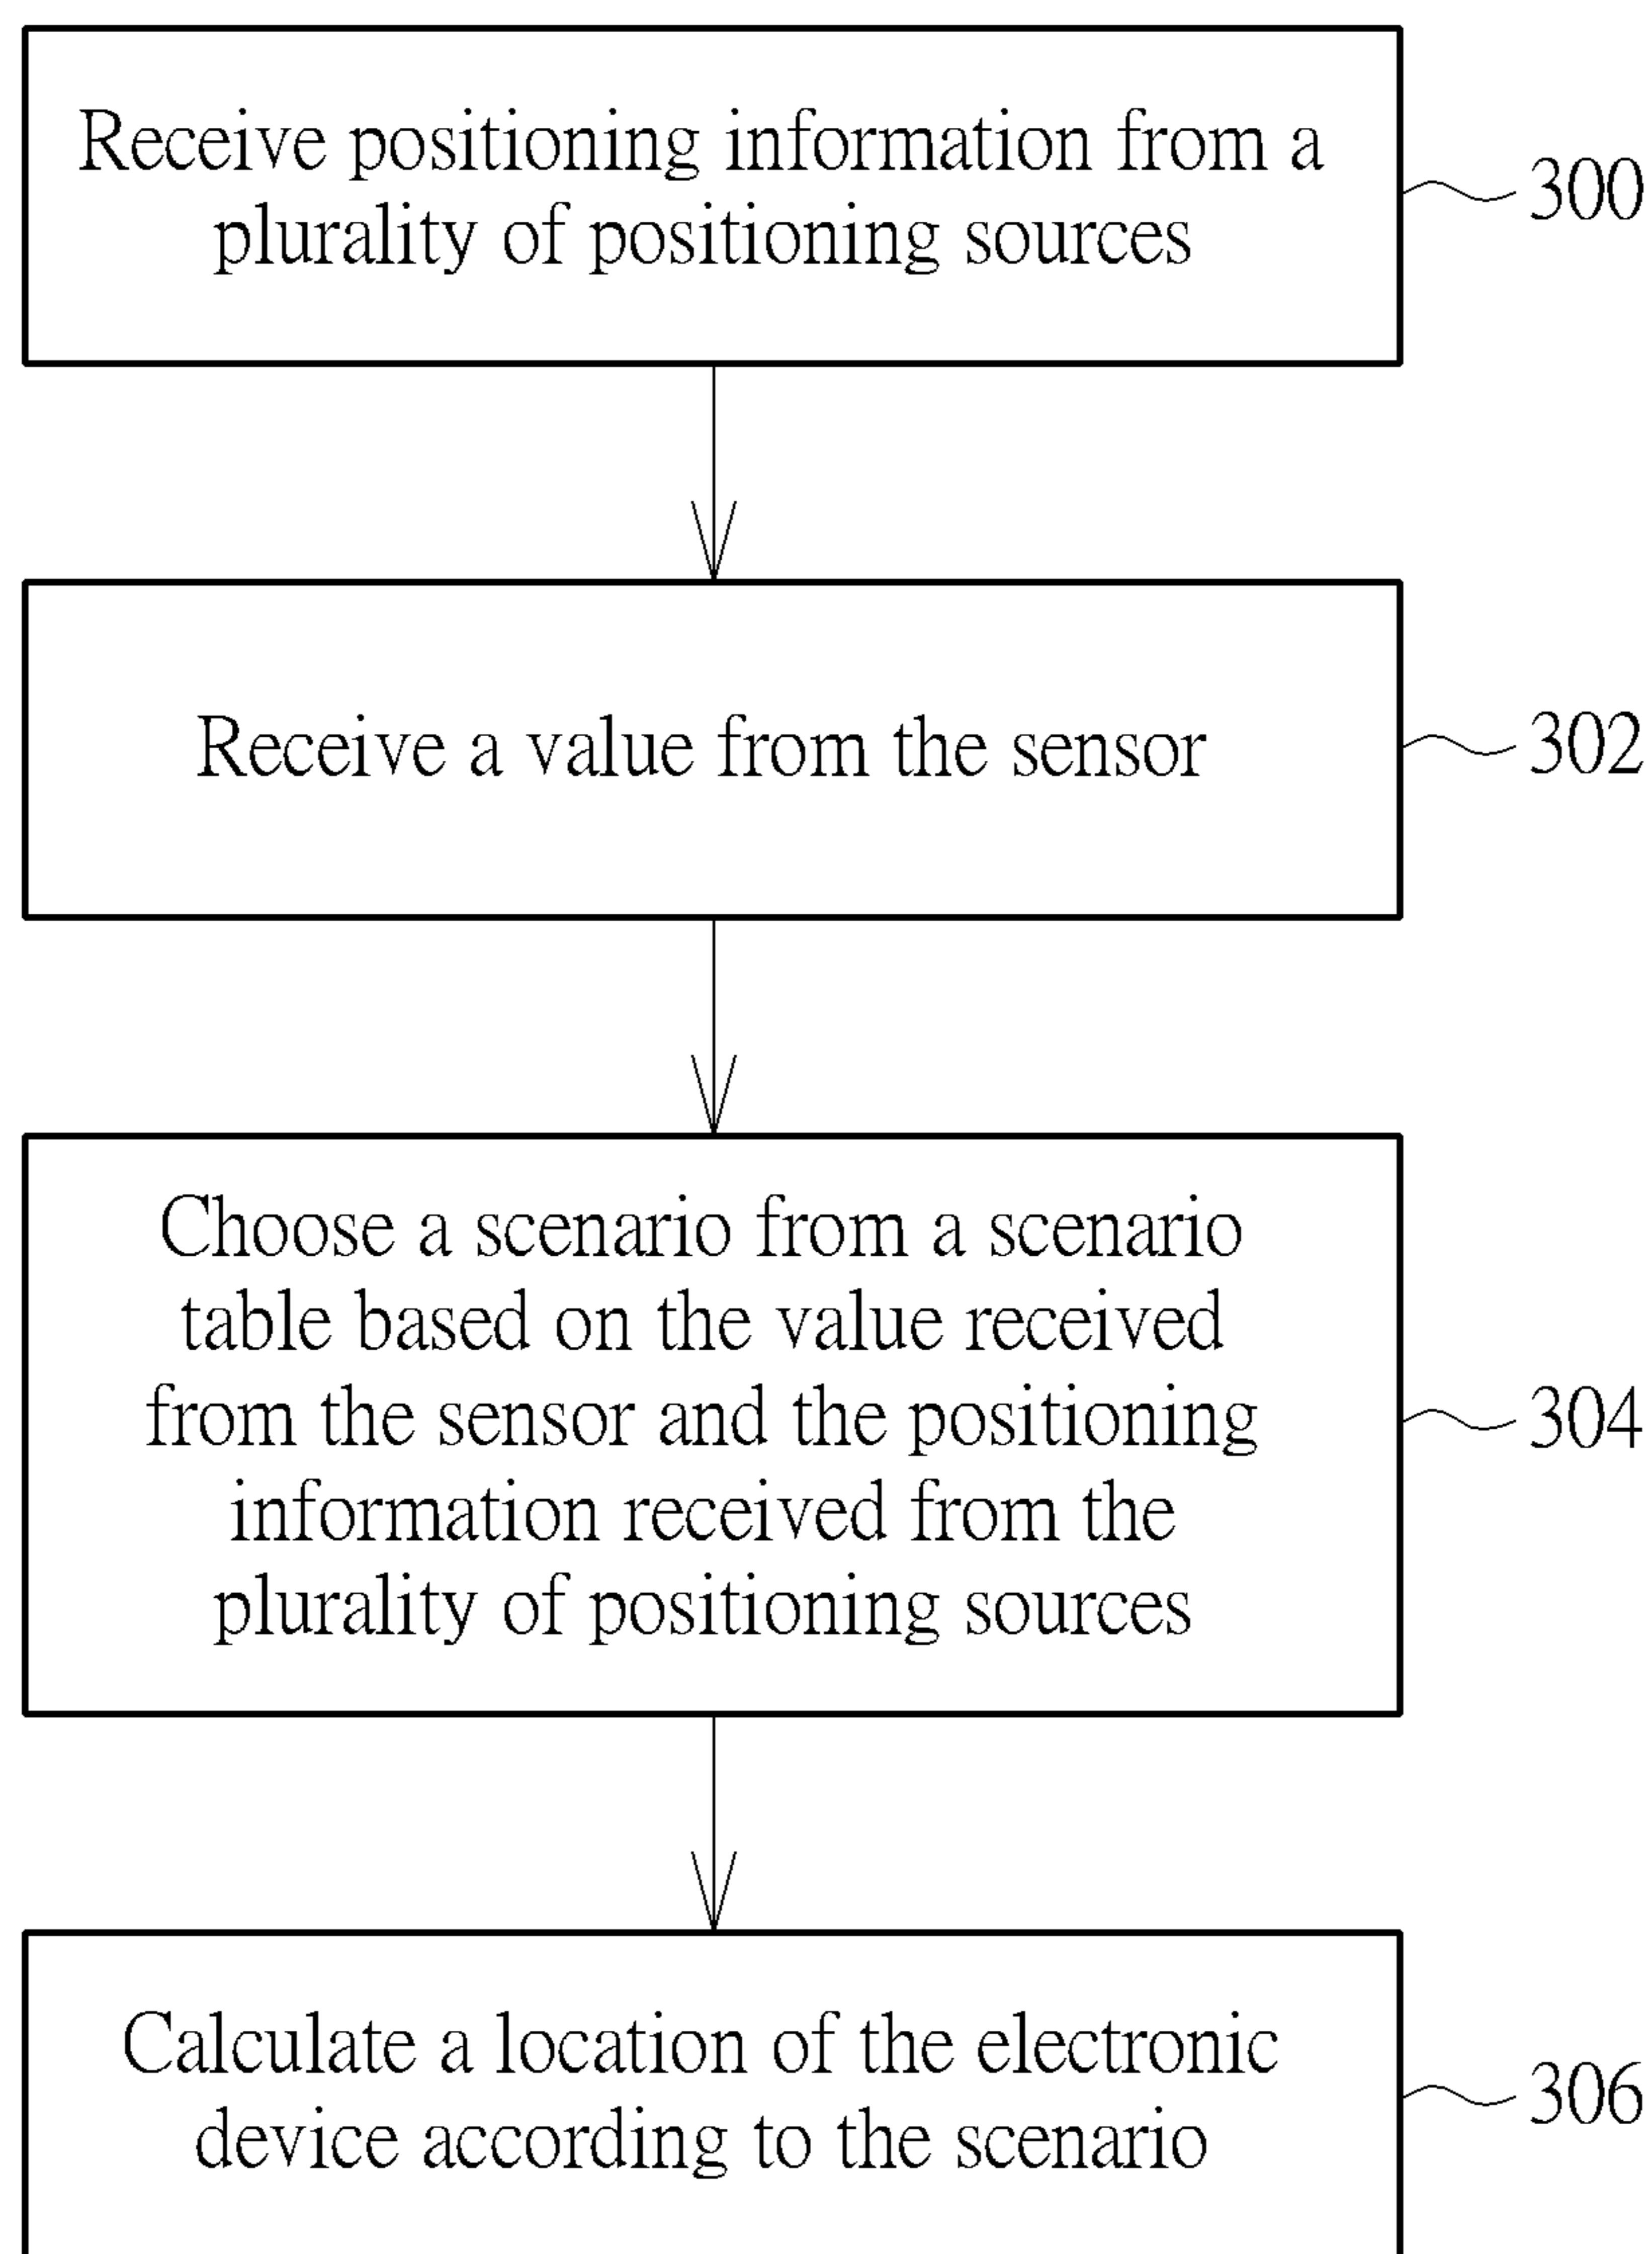 Receive positioning information from a
plurality of positioning sources
300
Receive a value from the sensor
302
Choose a scenario from a scenario
table based on the value received
from the sensor and the positioning
information received from the
plurality of positioning sources
304
Calculate a location of the electronic
device according to the scenario
306